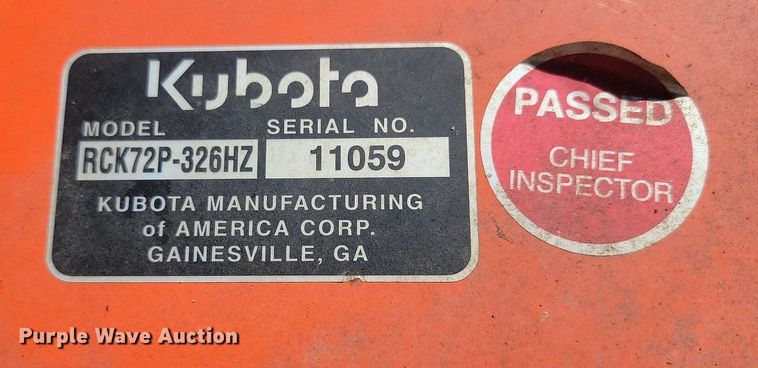 Kubota
MODEL SERIAL NO.
RCK72P-326HZ 11059
KUBOTA MANUFACTURING
of AMERICA CORP.
GAINESVILLE, GA
PASSED
CHIEF
INSPECTOR
Purple Wave Auction